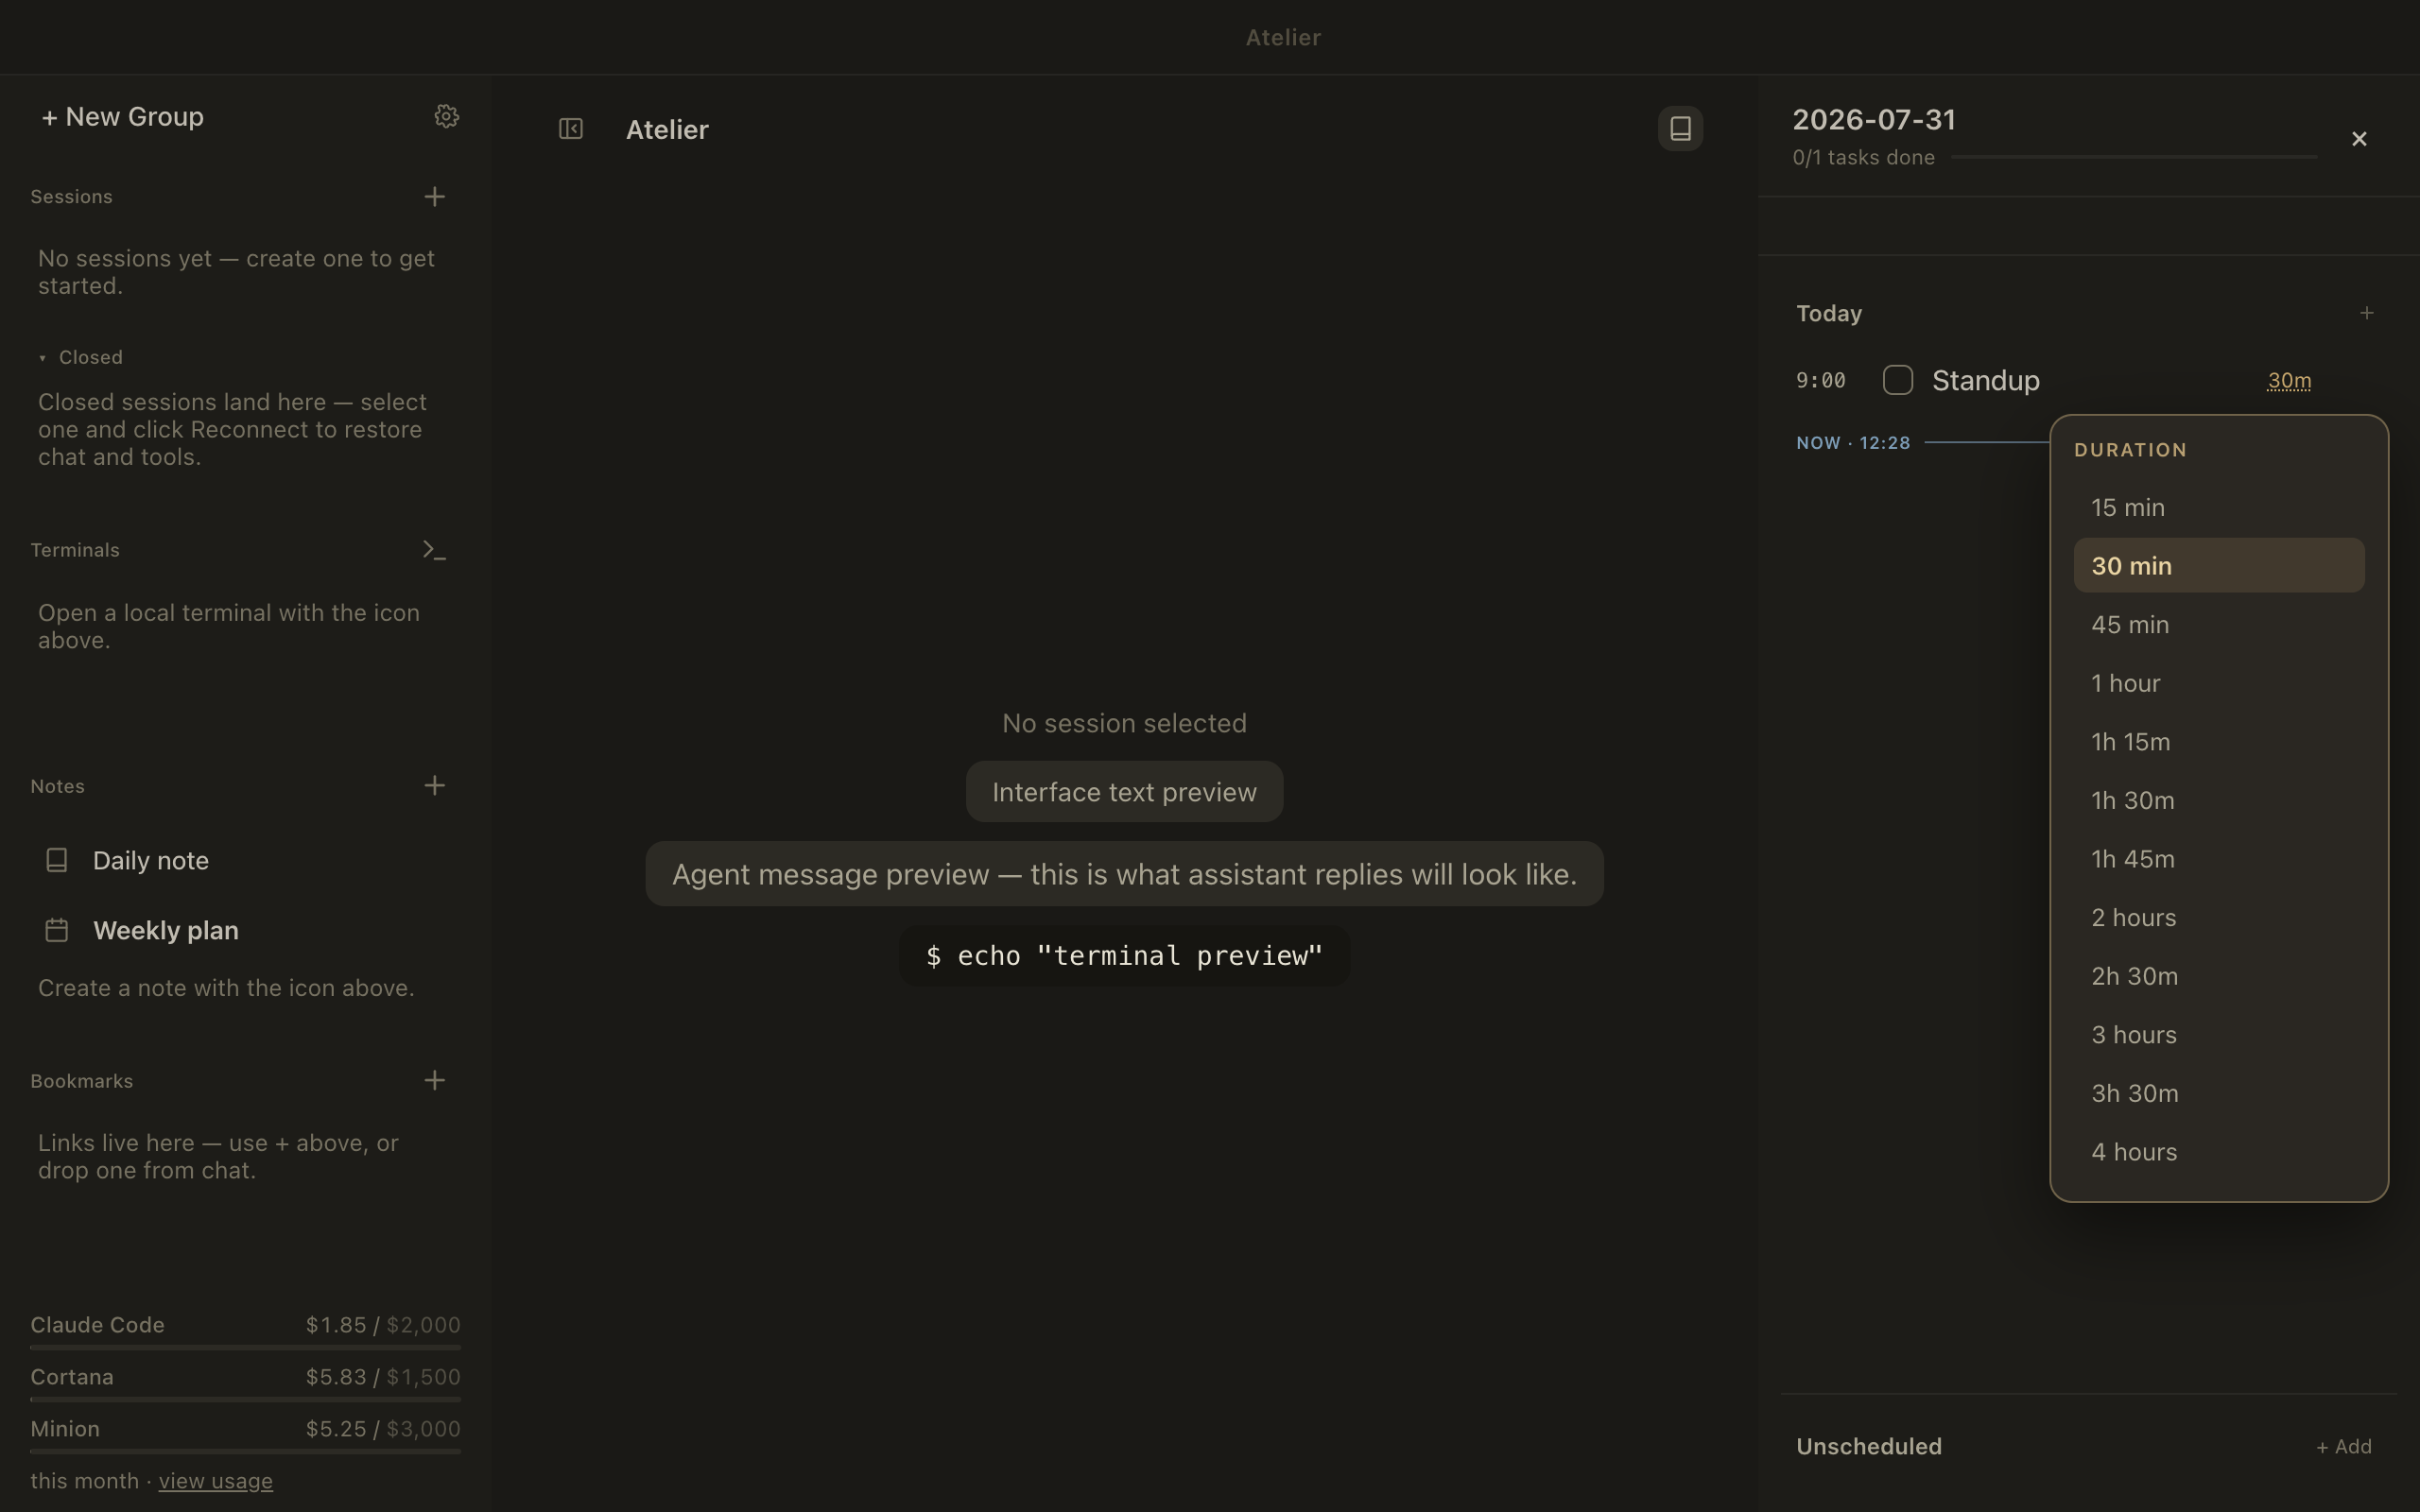 Atelier
+ New Group
Sessions
No sessions yet — create one to get
started.
▾ Closed
Closed sessions land here — select
one and click Reconnect to restore
chat and tools.
Terminals
Open a local terminal with the icon
above.
Notes
Daily note
Weekly plan
Create a note with the icon above.
Bookmarks
Links live here — use + above, or
drop one from chat.
Claude Code $1.85 / $2,000
Cortana $5.83 / $1,500
Minion $5.25 / $3,000
this month · view usage
Atelier
No session selected
Interface text preview
Agent message preview — this is what assistant replies will look like.
$ echo "terminal preview"
2026-07-31
0/1 tasks done
Today
9:00 Standup 30m
NOW · 12:28
DURATION
15 min
30 min
45 min
1 hour
1h 15m
1h 30m
1h 45m
2 hours
2h 30m
3 hours
3h 30m
4 hours
Unscheduled + Add